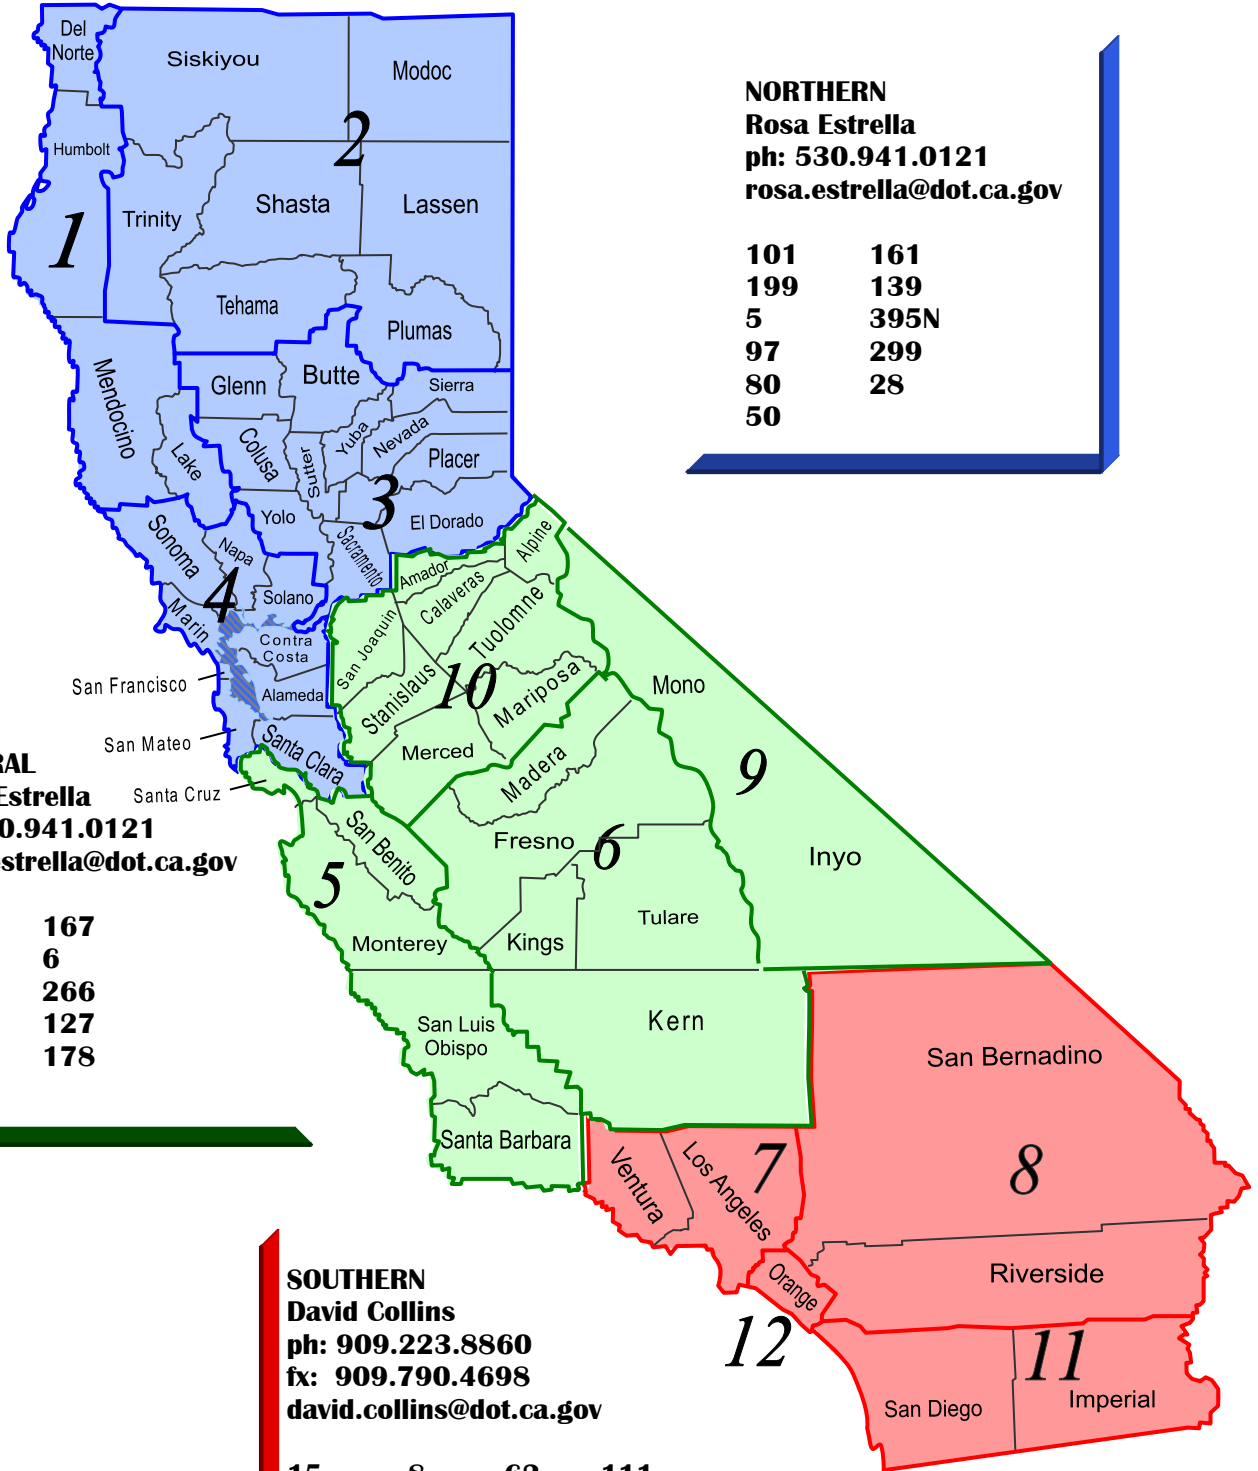 Del
Norte
Siskiyou
Modoc
NORTHERN
Rosa Estrella
ph: 530.941.0121
rosa.estrella@dot.ca.gov
101 161
199 139
5 395N
97 299
80 28
50
Humbolt
2
1
Trinity
Shasta
Lassen
Tehama
Plumas
Mendocino
Glenn
Butte
Sierra
Lake
Colusa
Sutter
Yuba
Nevada
Placer
3
El Dorado
Yolo
Sacramento
Sonoma
Napa
4
Solano
Marin
Contra
Costa
San Francisco
Alameda
San Mateo
Santa Clara
Santa Cruz
Alpine
Amador
Calaveras
Tuolomne
San Joaquin
Stanislaus
10
Mariposa
Merced
Madera
Mono
9
Inyo
RAL
Estrella
0.941.0121
strella@dot.ca.gov
167
6
266
127
178
San Benito
5
Monterey
Fresno
6
Kings
Tulare
San Luis
Obispo
Kern
Santa Barbara
San Bernadino
8
Ventura
Los Angeles
7
Orange
12
Riverside
11
San Diego
Imperial
SOUTHERN
David Collins
ph: 909.223.8860
fx: 909.790.4698
david.collins@dot.ca.gov
15 8 62 111